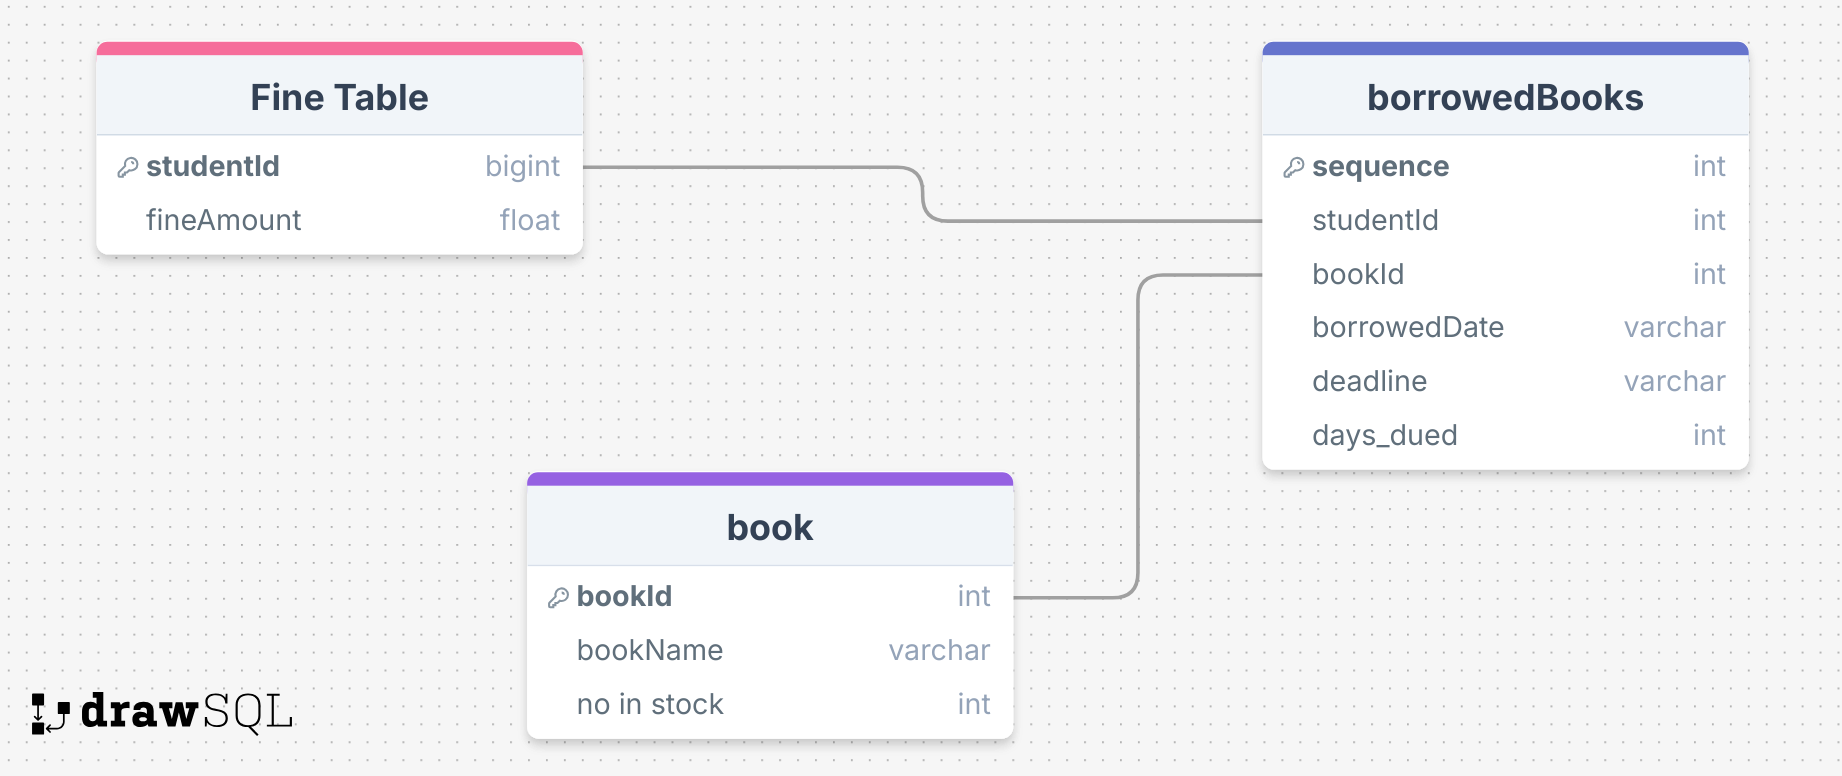 Fine Table
studentId bigint
fineAmount float
borrowedBooks
sequence int
studentId int
bookId int
borrowedDate varchar
deadline varchar
days_dued int
book
bookId int
bookName varchar
no in stock int
drawSQL